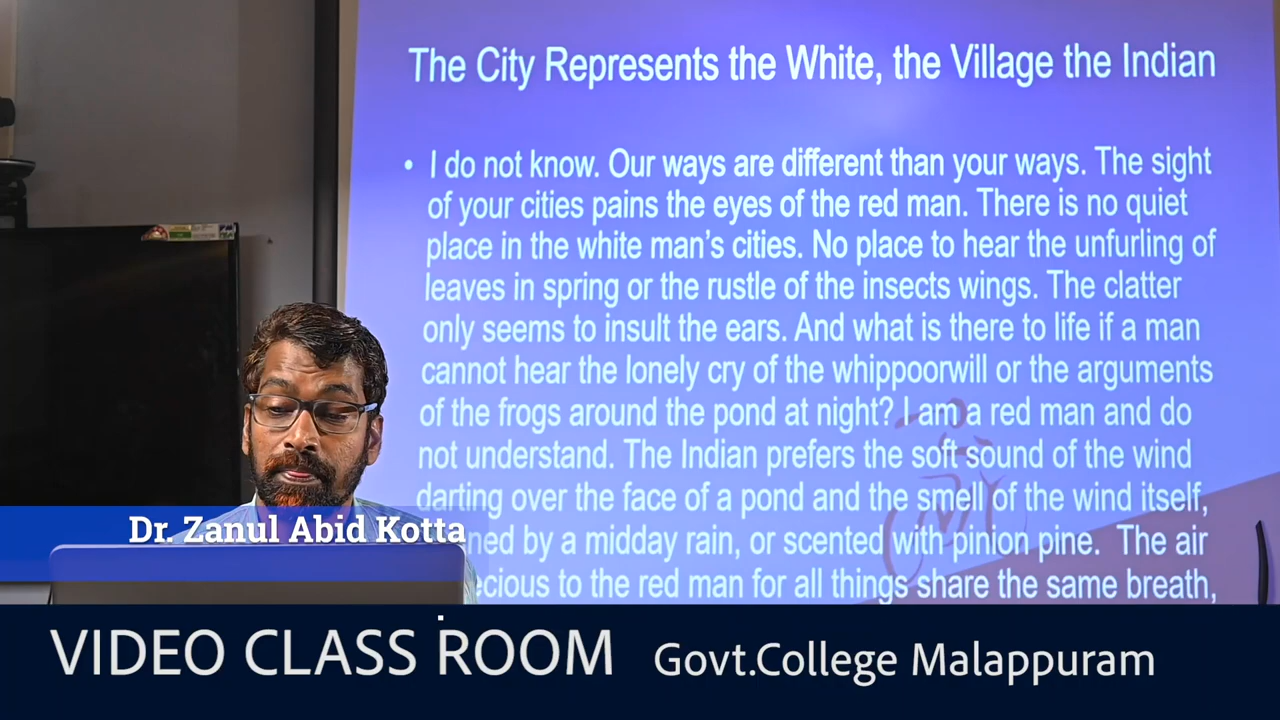 The City Represents the White, the Village the Indian
• I do not know. Our ways are different than your ways. The sight
of your cities pains the eyes of the red man. There is no quiet
place in the white man’s cities. No place to hear the unfurling of
leaves in spring or the rustle of the insects wings. The clatter
only seems to insult the ears. And what is there to life if a man
cannot hear the lonely cry of the whippoorwill or the arguments
of the frogs around the pond at night? I am a red man and do
not understand. The Indian prefers the soft sound of the wind
darting over the face of a pond and the smell of the wind itself,
by a midday rain, or scented with pinion pine. The air
to the red man for all things share the same breath,
Dr. Zanul Abid Kotta
VIDEO CLASS ROOM
Govt.College Malappuram